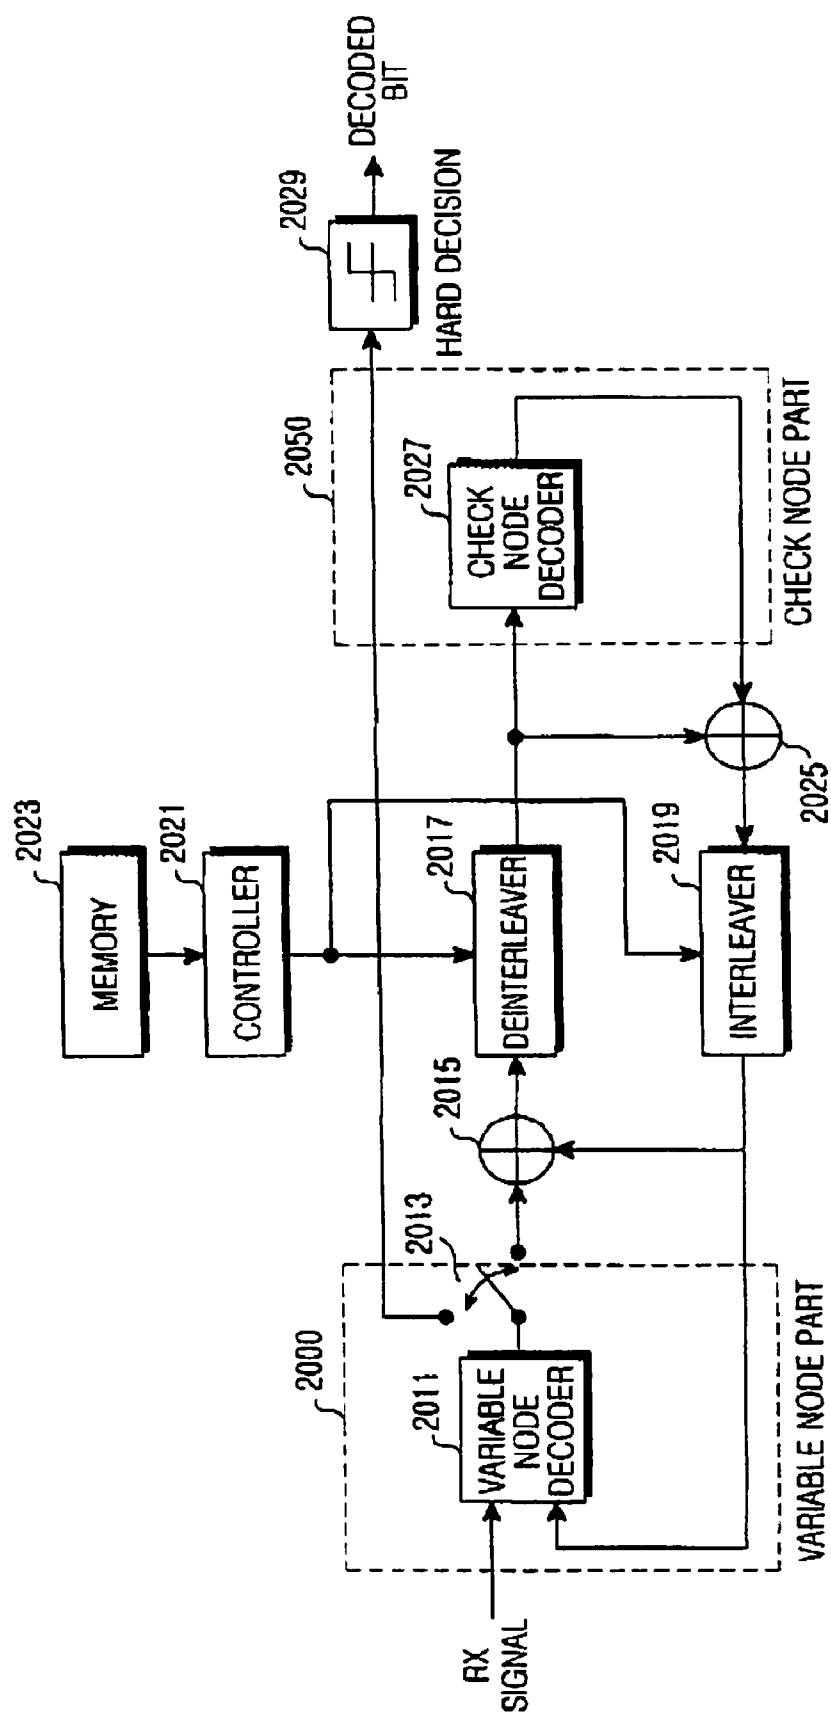 2023
MEMORY
2021
CONTROLLER
2000
2011
VARIABLE
NODE
DECODER
2013
RX
SIGNAL
VARIABLE NODE PART
2015
2017
DEINTERLEAVER
2019
INTERLEAVER
2025
2050
2027
CHECK
NODE
DECODER
CHECK NODE PART
2029
HARD DECISION
DECODED
BIT